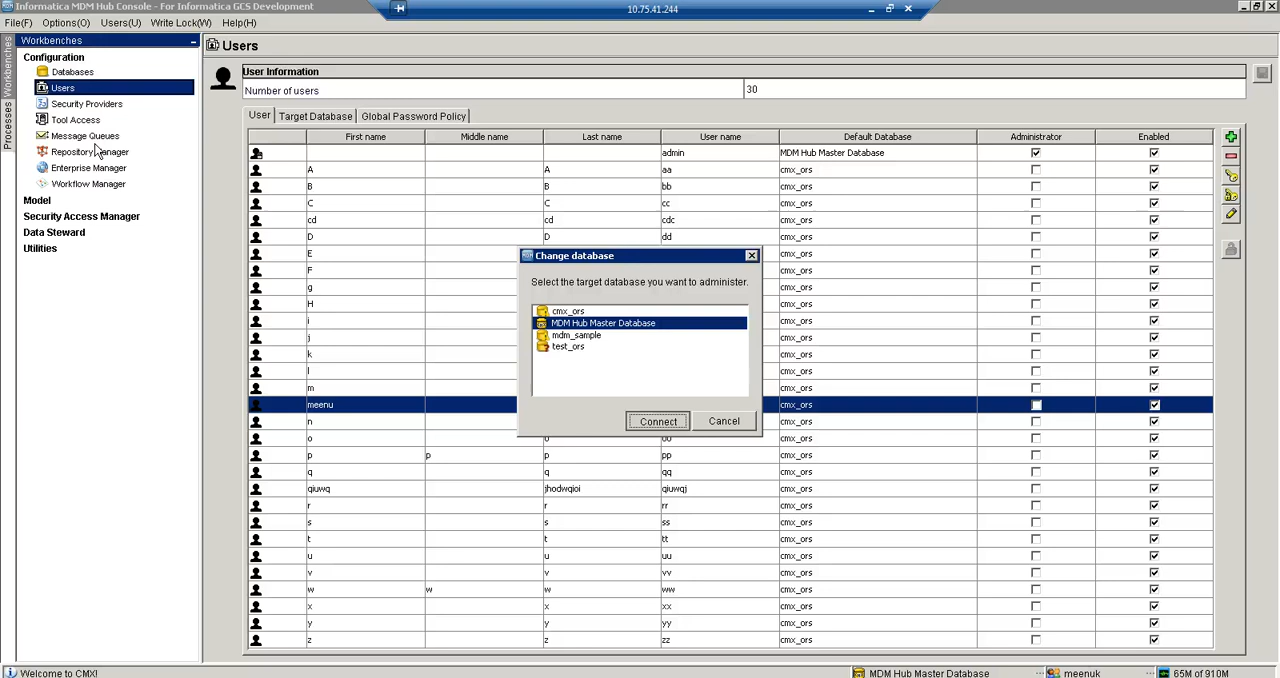 Informatica MDM Hub Console - For Informatica GCS Development
10.75.41.244
File(F) Options(O) Users(U) Write Lock(W) Help(H)
Workbenches
Processes
Workbenches
Configuration
Databases
Users
Security Providers
Tool Access
Message Queues
Repository Manager
Enterprise Manager
Workflow Manager
Model
Security Access Manager
Data Steward
Utilities
Users
User Information
Number of users 30
User Target Database Global Password Policy
First name Middle name Last name User name Default Database Administrator Enabled
admin MDM Hub Master Database
A A aa cmx_ors
B B bb cmx_ors
C C cc cmx_ors
cd cd cdc cmx_ors
D D dd cmx_ors
E cmx_ors
F cmx_ors
g cmx_ors
H cmx_ors
i cmx_ors
j cmx_ors
k cmx_ors
l cmx_ors
m cmx_ors
meenu cmx_ors
n cmx_ors
o o oo cmx_ors
p p p pp cmx_ors
q q qq cmx_ors
qiuwq jhodwqioi qiuwqj cmx_ors
r r rr cmx_ors
s s ss cmx_ors
t t tt cmx_ors
u u uu cmx_ors
v v vv cmx_ors
w w w ww cmx_ors
x x xx cmx_ors
y y yy cmx_ors
z z zz cmx_ors
Change database
Select the target database you want to administer.
cmx_ors
MDM Hub Master Database
mdm_sample
test_ors
Connect Cancel
Welcome to CMX!
MDM Hub Master Database
meenuk
65M of 910M